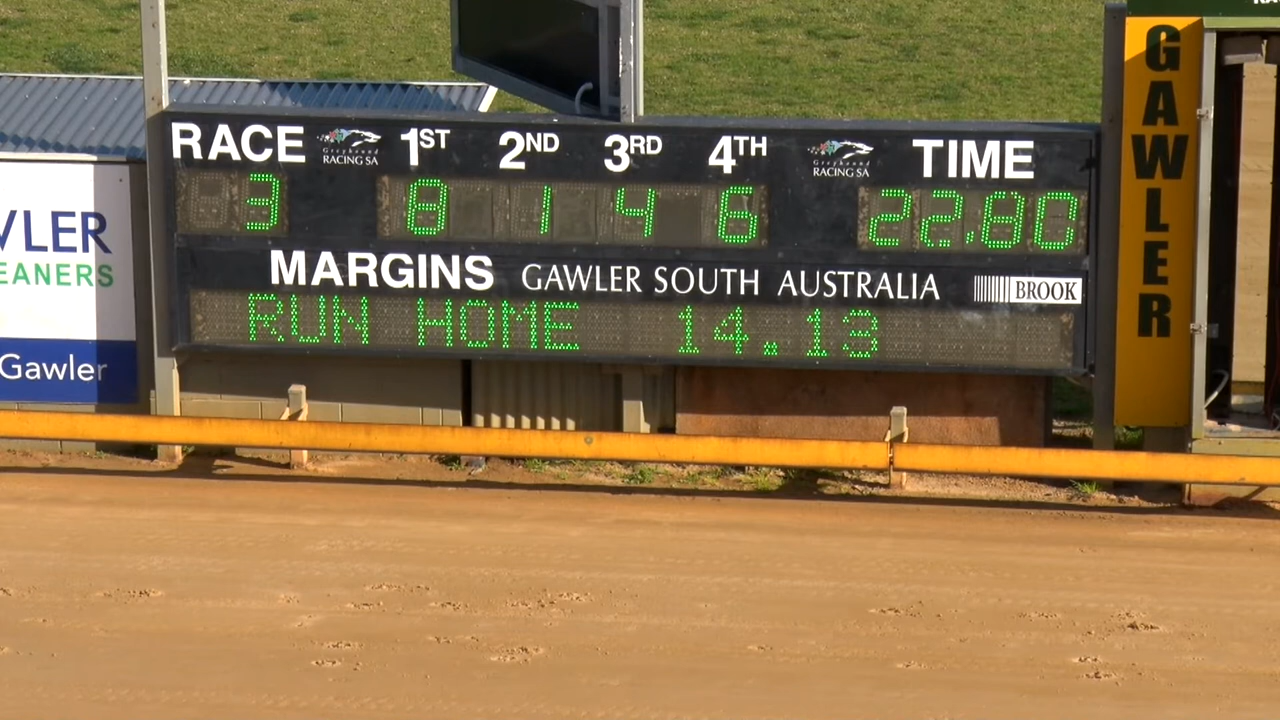 RACE Greyhound RACING SA 1ST 2ND 3RD 4TH Greyhound RACING SA TIME
3 8 1 4 6 22.80
MARGINS GAWLER SOUTH AUSTRALIA BROOK
RUN HOME 14.13
GAWLER
VLER
EANERS
Gawler